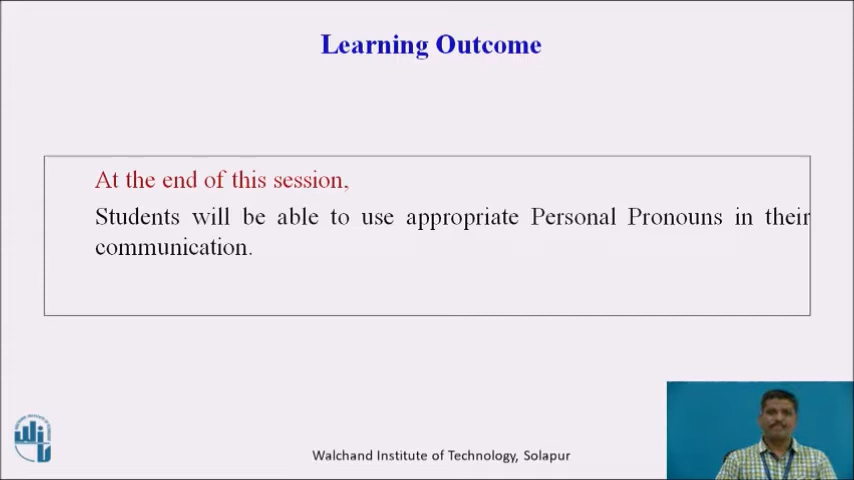 Learning Outcome
At the end of this session,
Students will be able to use appropriate Personal Pronouns in their
communication.
Walchand Institute of Technology, Solapur